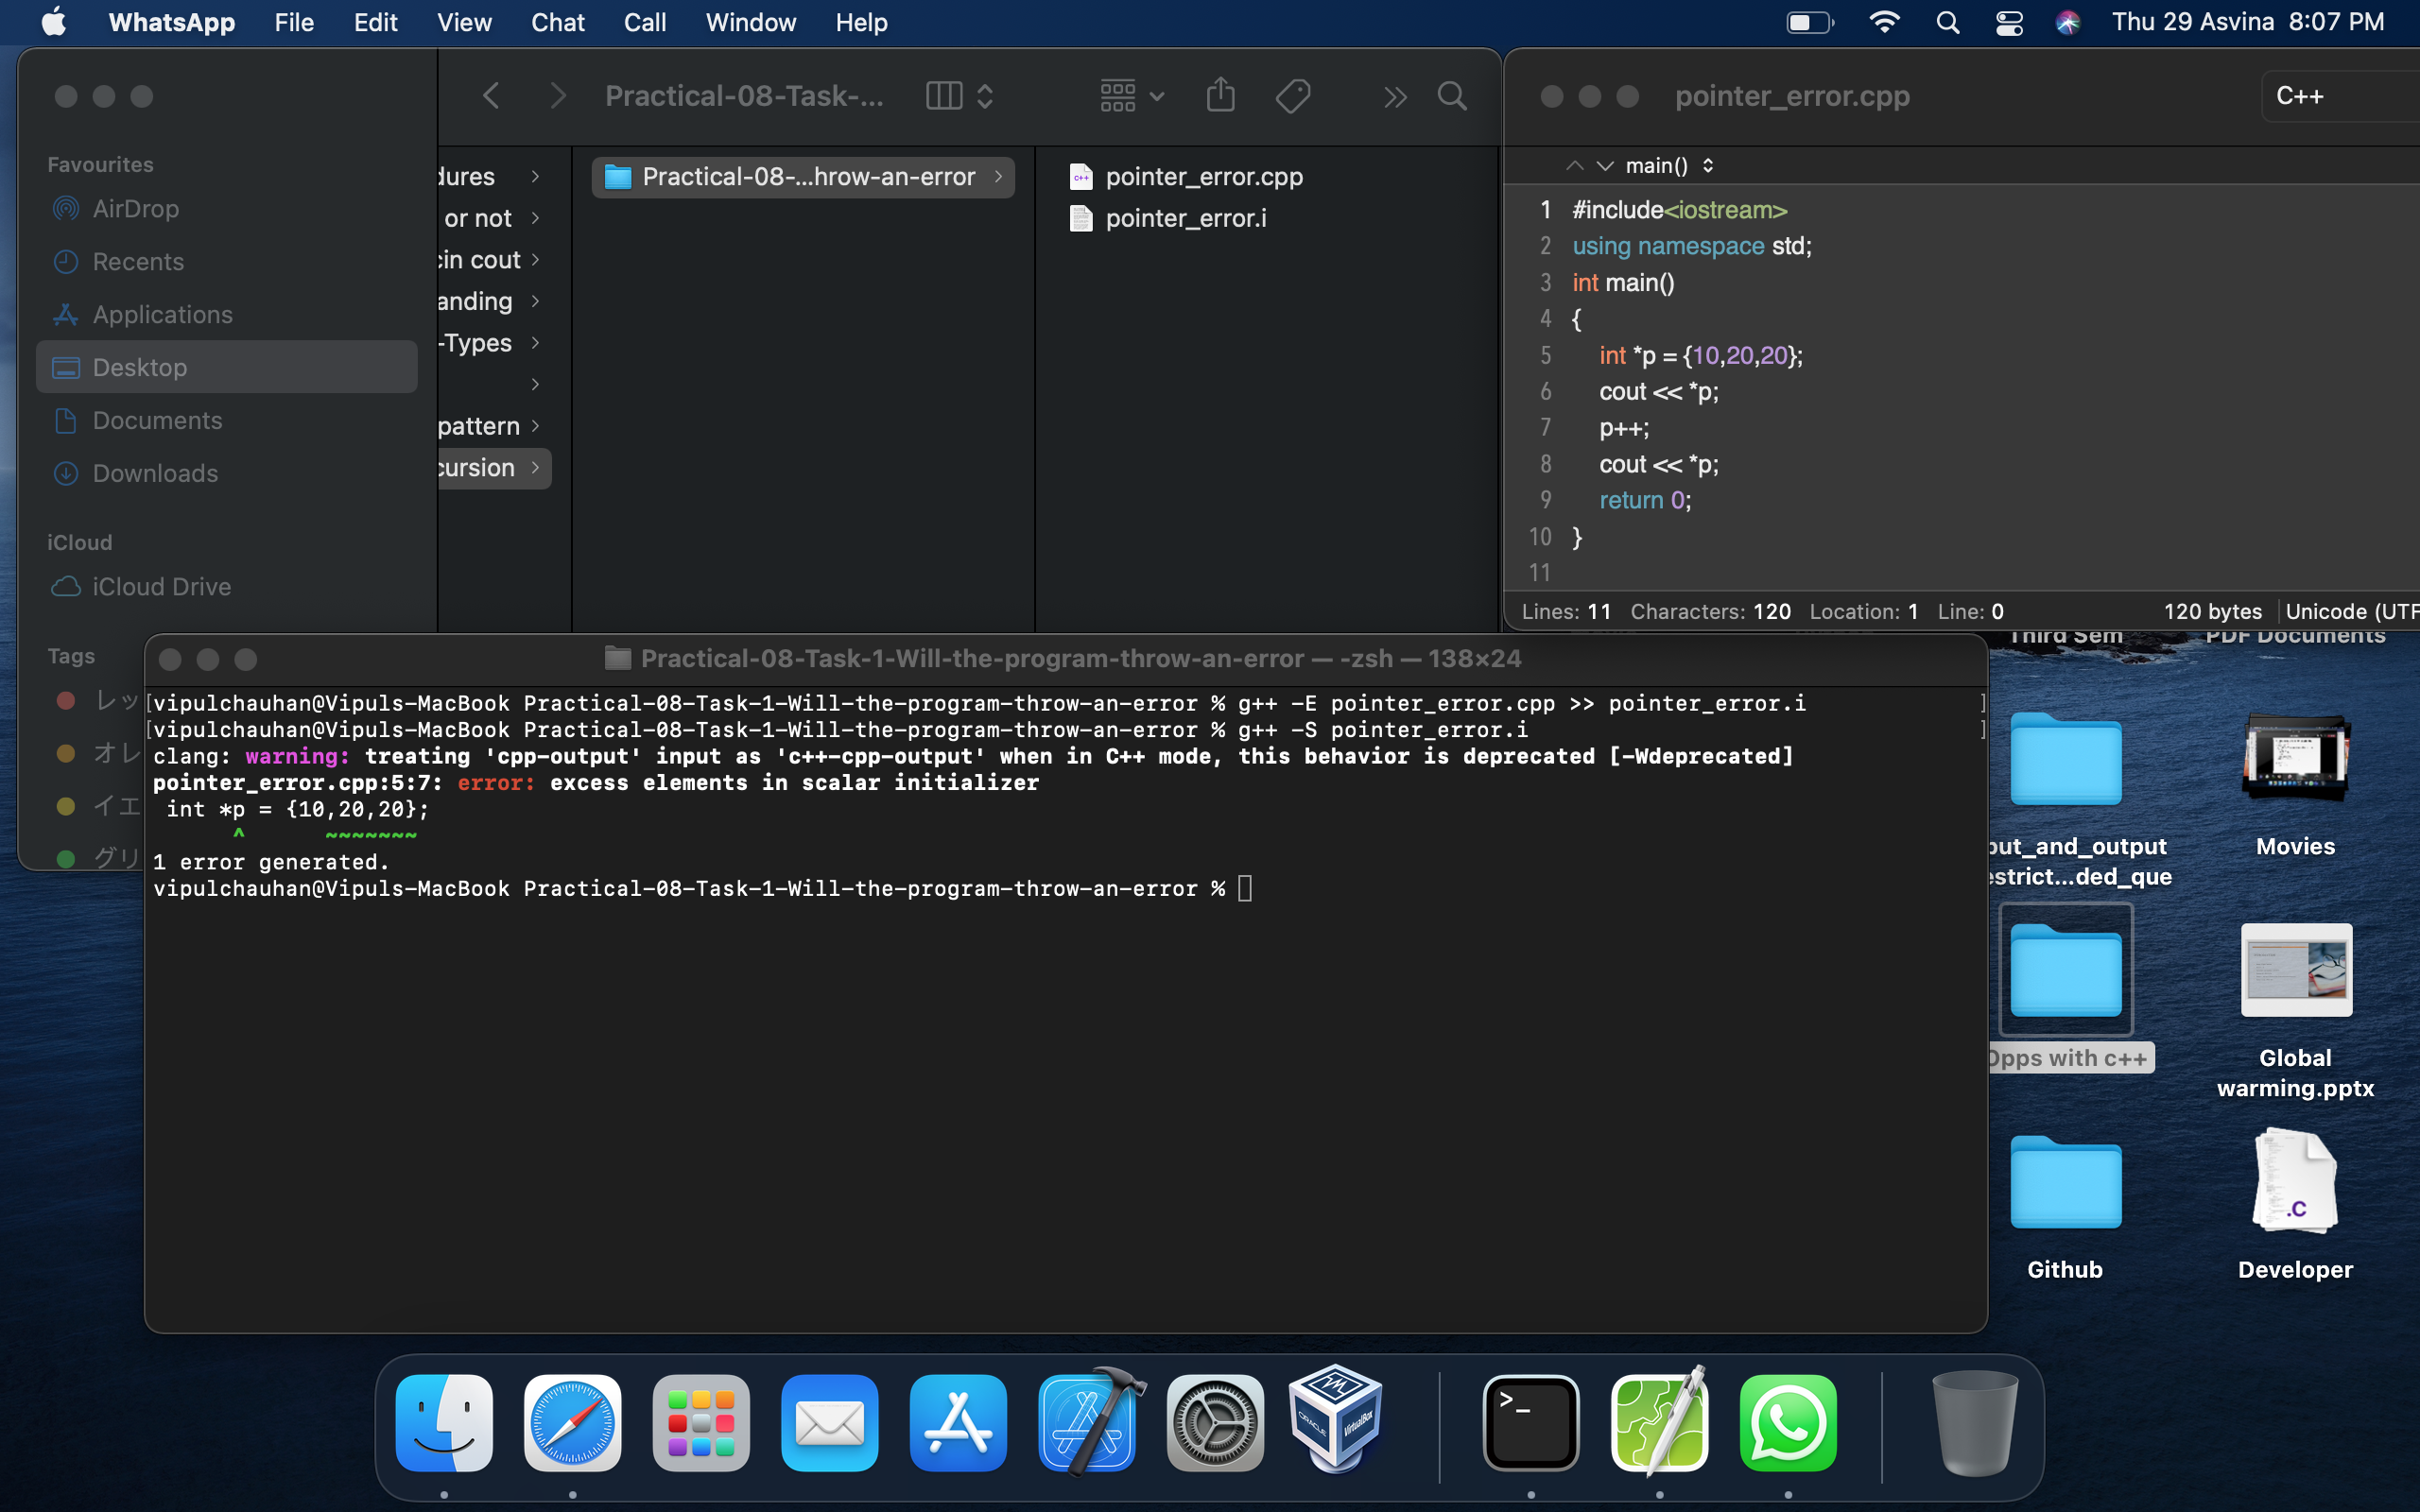 WhatsApp File Edit View Chat Call Window Help Thu 29 Asvina 8:07 PM
Favourites
AirDrop
Recents
Applications
Desktop
Documents
Downloads
iCloud
iCloud Drive
Tags
レッ
オレ
イエ
グリ
Practical-08-Task-...
dures
or not
cin cout
anding
-Types
pattern
cursion
Practical-08-...hrow-an-error
pointer_error.cpp
pointer_error.i
pointer_error.cpp C++
main()
1 #include<iostream>
2 using namespace std;
3 int main()
4 {
5 int *p = {10,20,20};
6 cout << *p;
7 p++;
8 cout << *p;
9 return 0;
10 }
11
Lines: 11 Characters: 120 Location: 1 Line: 0 120 bytes Unicode (UTF
Practical-08-Task-1-Will-the-program-throw-an-error — -zsh — 138×24
[vipulchauhan@Vipuls-MacBook Practical-08-Task-1-Will-the-program-throw-an-error % g++ -E pointer_error.cpp >> pointer_error.i ]
[vipulchauhan@Vipuls-MacBook Practical-08-Task-1-Will-the-program-throw-an-error % g++ -S pointer_error.i ]
clang: warning: treating 'cpp-output' input as 'c++-cpp-output' when in C++ mode, this behavior is deprecated [-Wdeprecated]
pointer_error.cpp:5:7: error: excess elements in scalar initializer
int *p = {10,20,20};
^ ~~~~~~~
1 error generated.
vipulchauhan@Vipuls-MacBook Practical-08-Task-1-Will-the-program-throw-an-error %
Third Sem
PDF Documents
put_and_output
estrict...ded_que
Movies
Opps with c++
Global
warming.pptx
Github
.C
Developer
>_
ORACLE
VirtualBox